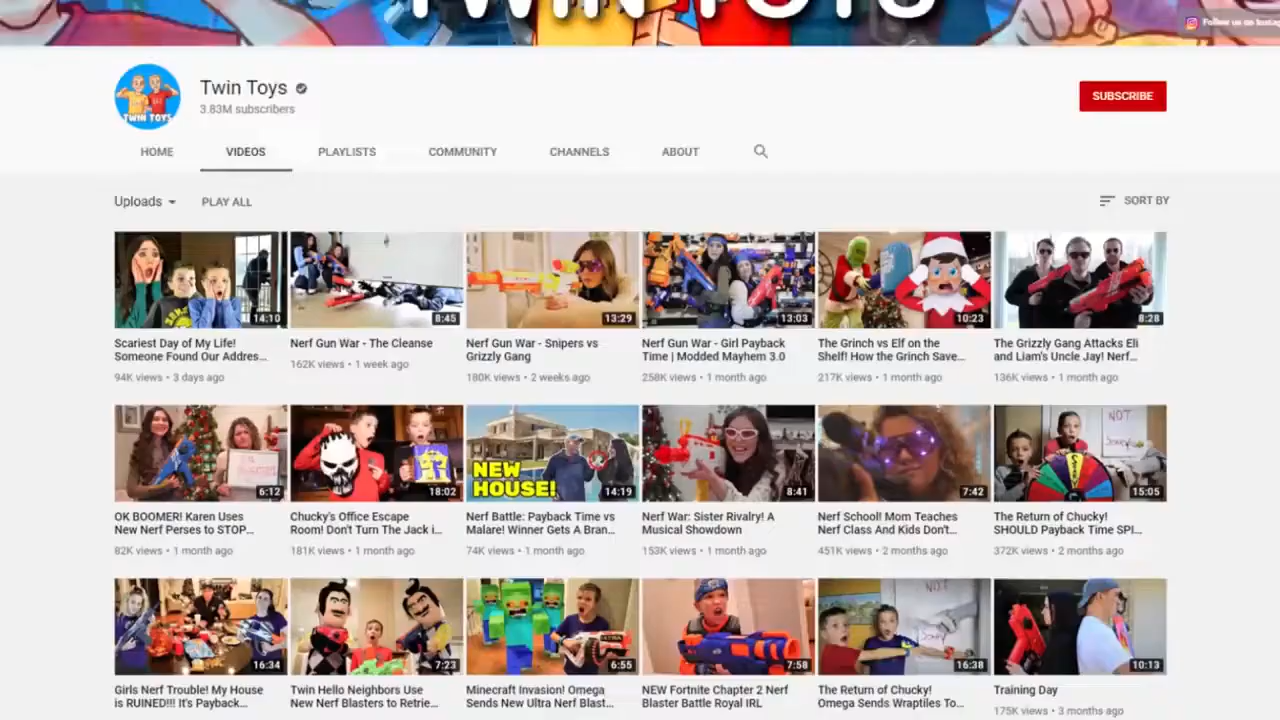 TWIN TOYS
Follow us on
Twin Toys
3.83M subscribers
SUBSCRIBE
TWIN TOYS
HOME VIDEOS PLAYLISTS COMMUNITY CHANNELS ABOUT
Uploads PLAY ALL SORT BY
14:10 8:45 13:29 13:03 10:23 8:28
Scariest Day of My Life! Nerf Gun War - The Cleanse Nerf Gun War - Snipers vs Nerf Gun War - Girl Payback The Grinch vs Elf on the The Grizzly Gang Attacks Eli
Someone Found Our Addres... Grizzly Gang Time | Modded Mayhem 3.0 Shelf! How the Grinch Save... and Liam's Uncle Jay! Nerf...
94K views • 3 days ago 162K views • 1 week ago 180K views • 2 weeks ago 258K views • 1 month ago 217K views • 1 month ago 136K views • 1 month ago
NOT
NEW
HOUSE!
6:12 18:02 14:19 8:41 7:42 15:05
OK BOOMER! Karen Uses Chucky's Office Escape Nerf Battle: Payback Time vs Nerf War: Sister Rivalry! A Nerf School! Mom Teaches The Return of Chucky!
New Nerf Perses to STOP... Room! Don't Turn The Jack i... Malare! Winner Gets A Bran... Musical Showdown Nerf Class And Kids Don't... SHOULD Payback Time SPI...
82K views • 1 month ago 181K views • 1 month ago 74K views • 1 month ago 153K views • 1 month ago 451K views • 2 months ago 372K views • 2 months ago
NOT
16:34 7:23 6:55 7:58 16:38 10:13
Girls Nerf Trouble! My House Twin Hello Neighbors Use Minecraft Invasion! Omega NEW Fortnite Chapter 2 Nerf The Return of Chucky! Training Day
is RUINED!!! It's Payback... New Nerf Blasters to Retrie... Sends New Ultra Nerf Blast... Blaster Battle Royal IRL Omega Sends Wraptiles To...
175K views • 3 months ago